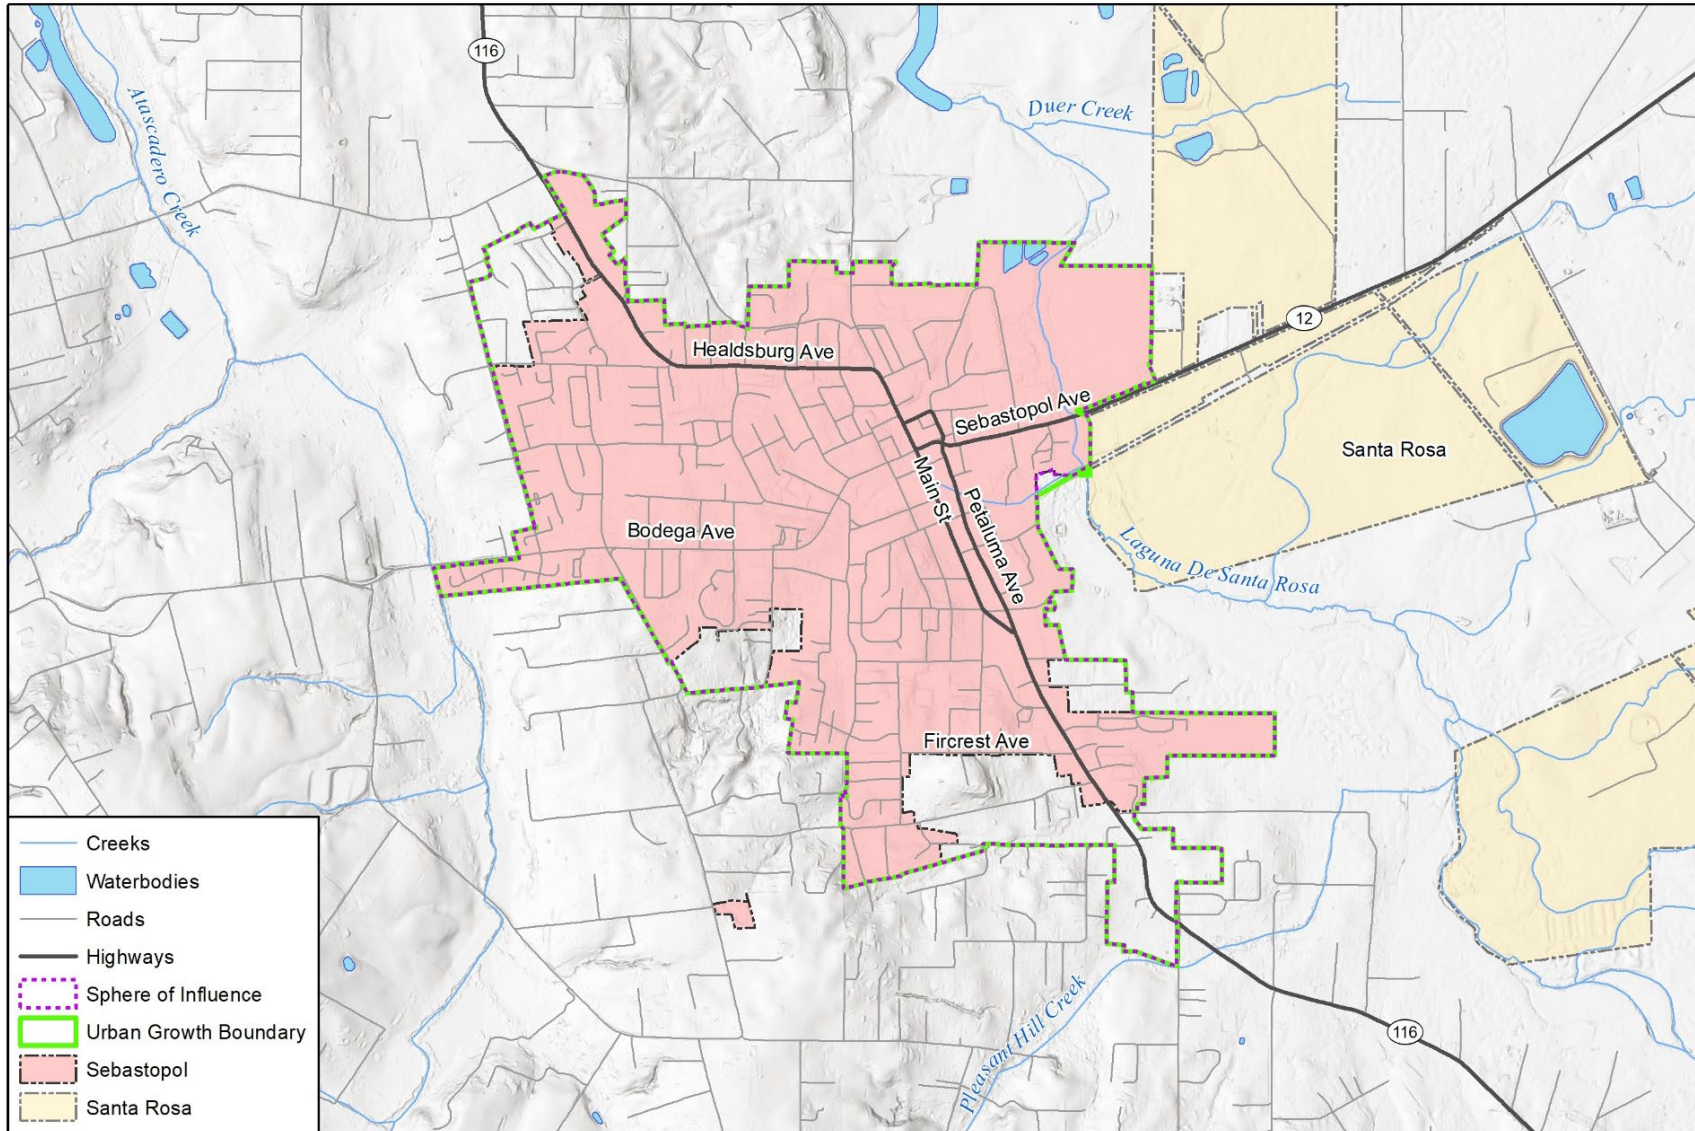 116
Atascadero Creek
Duer Creek
12
Healdsburg Ave
Sebastopol Ave
Santa Rosa
Main St
Petaluma Ave
Bodega Ave
Laguna De Santa Rosa
Fircrest Ave
Pleasant Hill Creek
116
Creeks
Waterbodies
Roads
Highways
Sphere of Influence
Urban Growth Boundary
Sebastopol
Santa Rosa